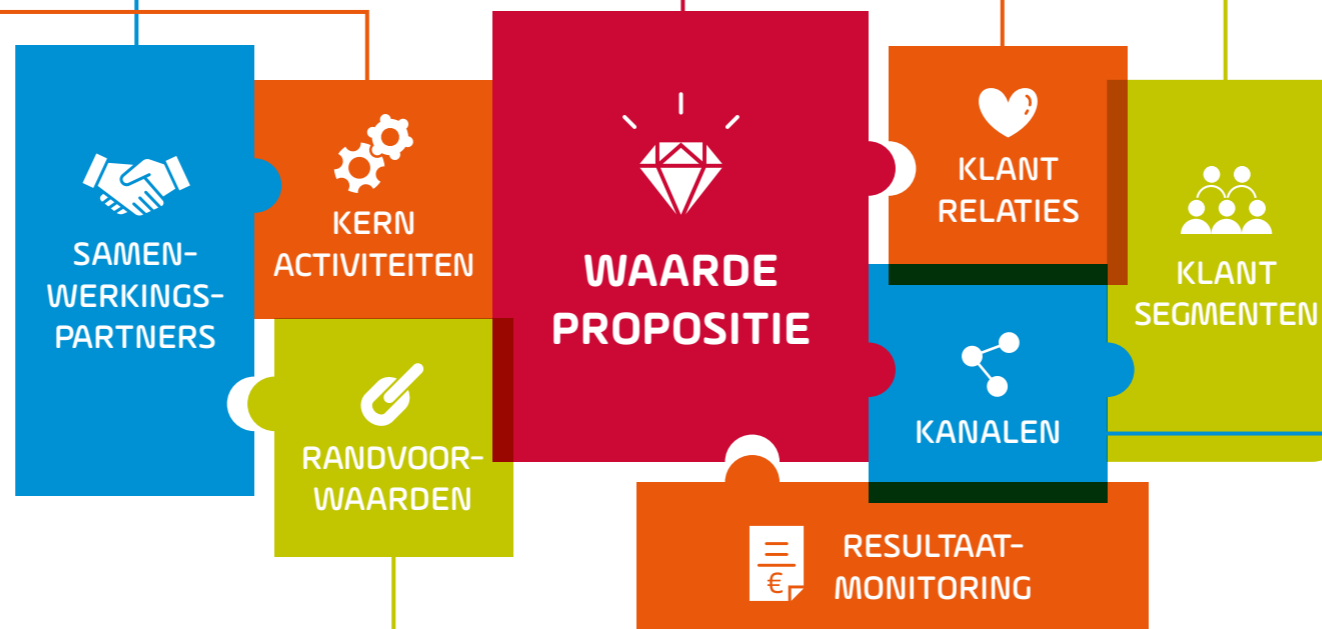 SAMEN-
WERKINGS-
PARTNERS
KERN
ACTIVITEITEN
RANDVOOR-
WAARDEN
WAARDE
PROPOSITIE
KLANT
RELATIES
KANALEN
KLANT
SEGMENTEN
€
RESULTAAT-
MONITORING